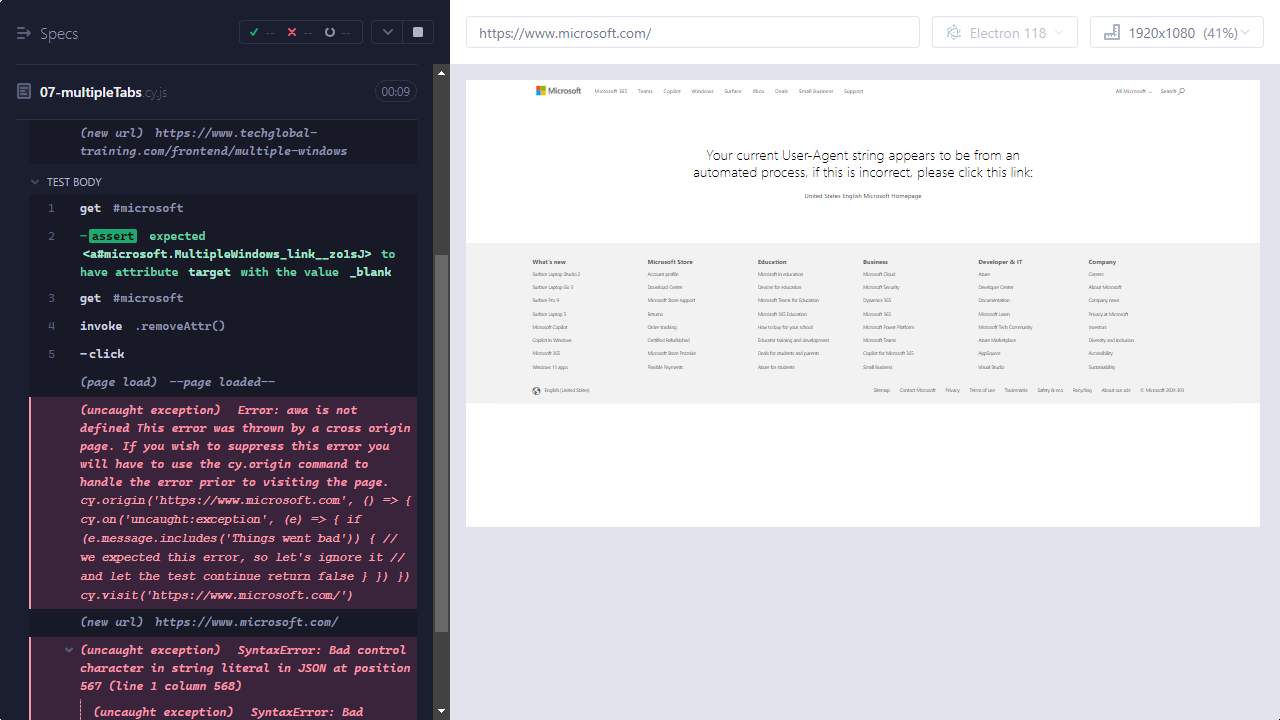 Specs
--
--
--
07-multipleTabs cy.js
00:09
(new url) https://www.techglobal-
training.com/frontend/multiple-windows
TEST BODY
1 get #microsoft
2 -assert expected
<a#microsoft.MultipleWindows_link__zo1sJ> to
have attribute target with the value _blank
3 get #microsoft
4 invoke .removeAttr()
5 -click
(page load) --page loaded--
(uncaught exception) Error: awa is not
defined This error was thrown by a cross origin
page. If you wish to suppress this error you
will have to use the cy.origin command to
handle the error prior to visiting the page.
cy.origin('https://www.microsoft.com', () => {
cy.on('uncaught:exception', (e) => { if
(e.message.includes('Things went bad')) { //
we expected this error, so let's ignore it //
and let the test continue return false } }) })
cy.visit('https://www.microsoft.com/')
(new url) https://www.microsoft.com/
(uncaught exception) SyntaxError: Bad control
character in string literal in JSON at position
567 (line 1 column 568)
(uncaught exception) SyntaxError: Bad
https://www.microsoft.com/
Electron 118
1920x1080 (41%)
Microsoft
Microsoft 365 Teams Copilot Windows Surface Xbox Deals Small Business Support
All Microsoft Search
Your current User-Agent string appears to be from an
automated process, if this is incorrect, please click this link:
United States English Microsoft Homepage
What's new
Surface Laptop Studio 2
Surface Laptop Go 3
Surface Pro 9
Surface Laptop 5
Microsoft Copilot
Copilot in Windows
Microsoft 365
Windows 11 apps
Microsoft Store
Account profile
Download Center
Microsoft Store support
Returns
Order tracking
Certified Refurbished
Microsoft Store Promise
Flexible Payments
Education
Microsoft in education
Devices for education
Microsoft Teams for Education
Microsoft 365 Education
How to buy for your school
Educator training and development
Deals for students and parents
Azure for students
Business
Microsoft Cloud
Microsoft Security
Dynamics 365
Microsoft 365
Microsoft Power Platform
Microsoft Teams
Copilot for Microsoft 365
Small Business
Developer & IT
Azure
Developer Center
Documentation
Microsoft Learn
Microsoft Tech Community
Azure Marketplace
AppSource
Visual Studio
Company
Careers
About Microsoft
Company news
Privacy at Microsoft
Investors
Diversity and inclusion
Accessibility
Sustainability
English (United States)
Sitemap Contact Microsoft Privacy Terms of use Trademarks Safety & eco Recycling About our ads © Microsoft 2024